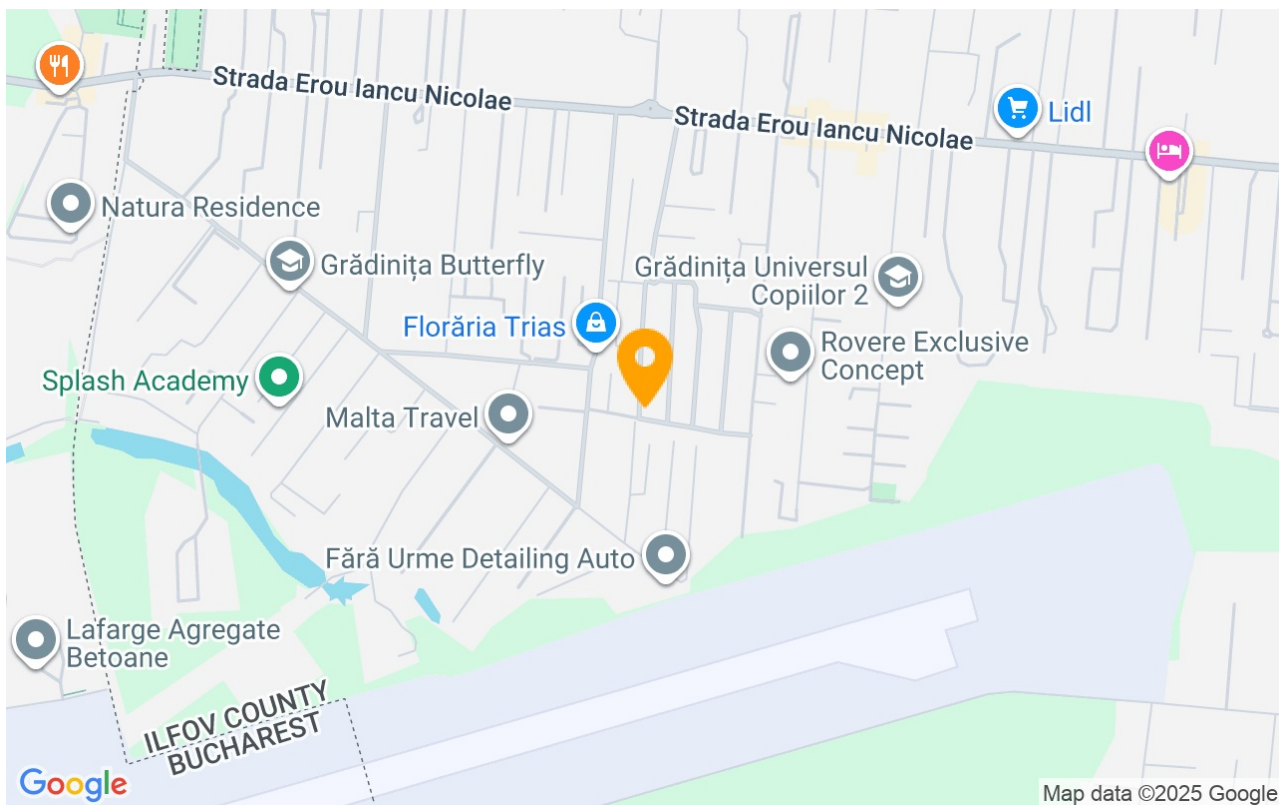 Strada Erou Iancu Nicolae
Strada Erou Iancu Nicolae
Lidl
Natura Residence
Grădinița Butterfly
Grădinița Universul
Copiilor 2
Florăria Trias
Rovere Exclusive
Concept
Splash Academy
Malta Travel
Fără Urme Detailing Auto
Lafarge Agregate
Betoane
ILFOV COUNTY
BUCHAREST
Google
Map data ©2025 Google